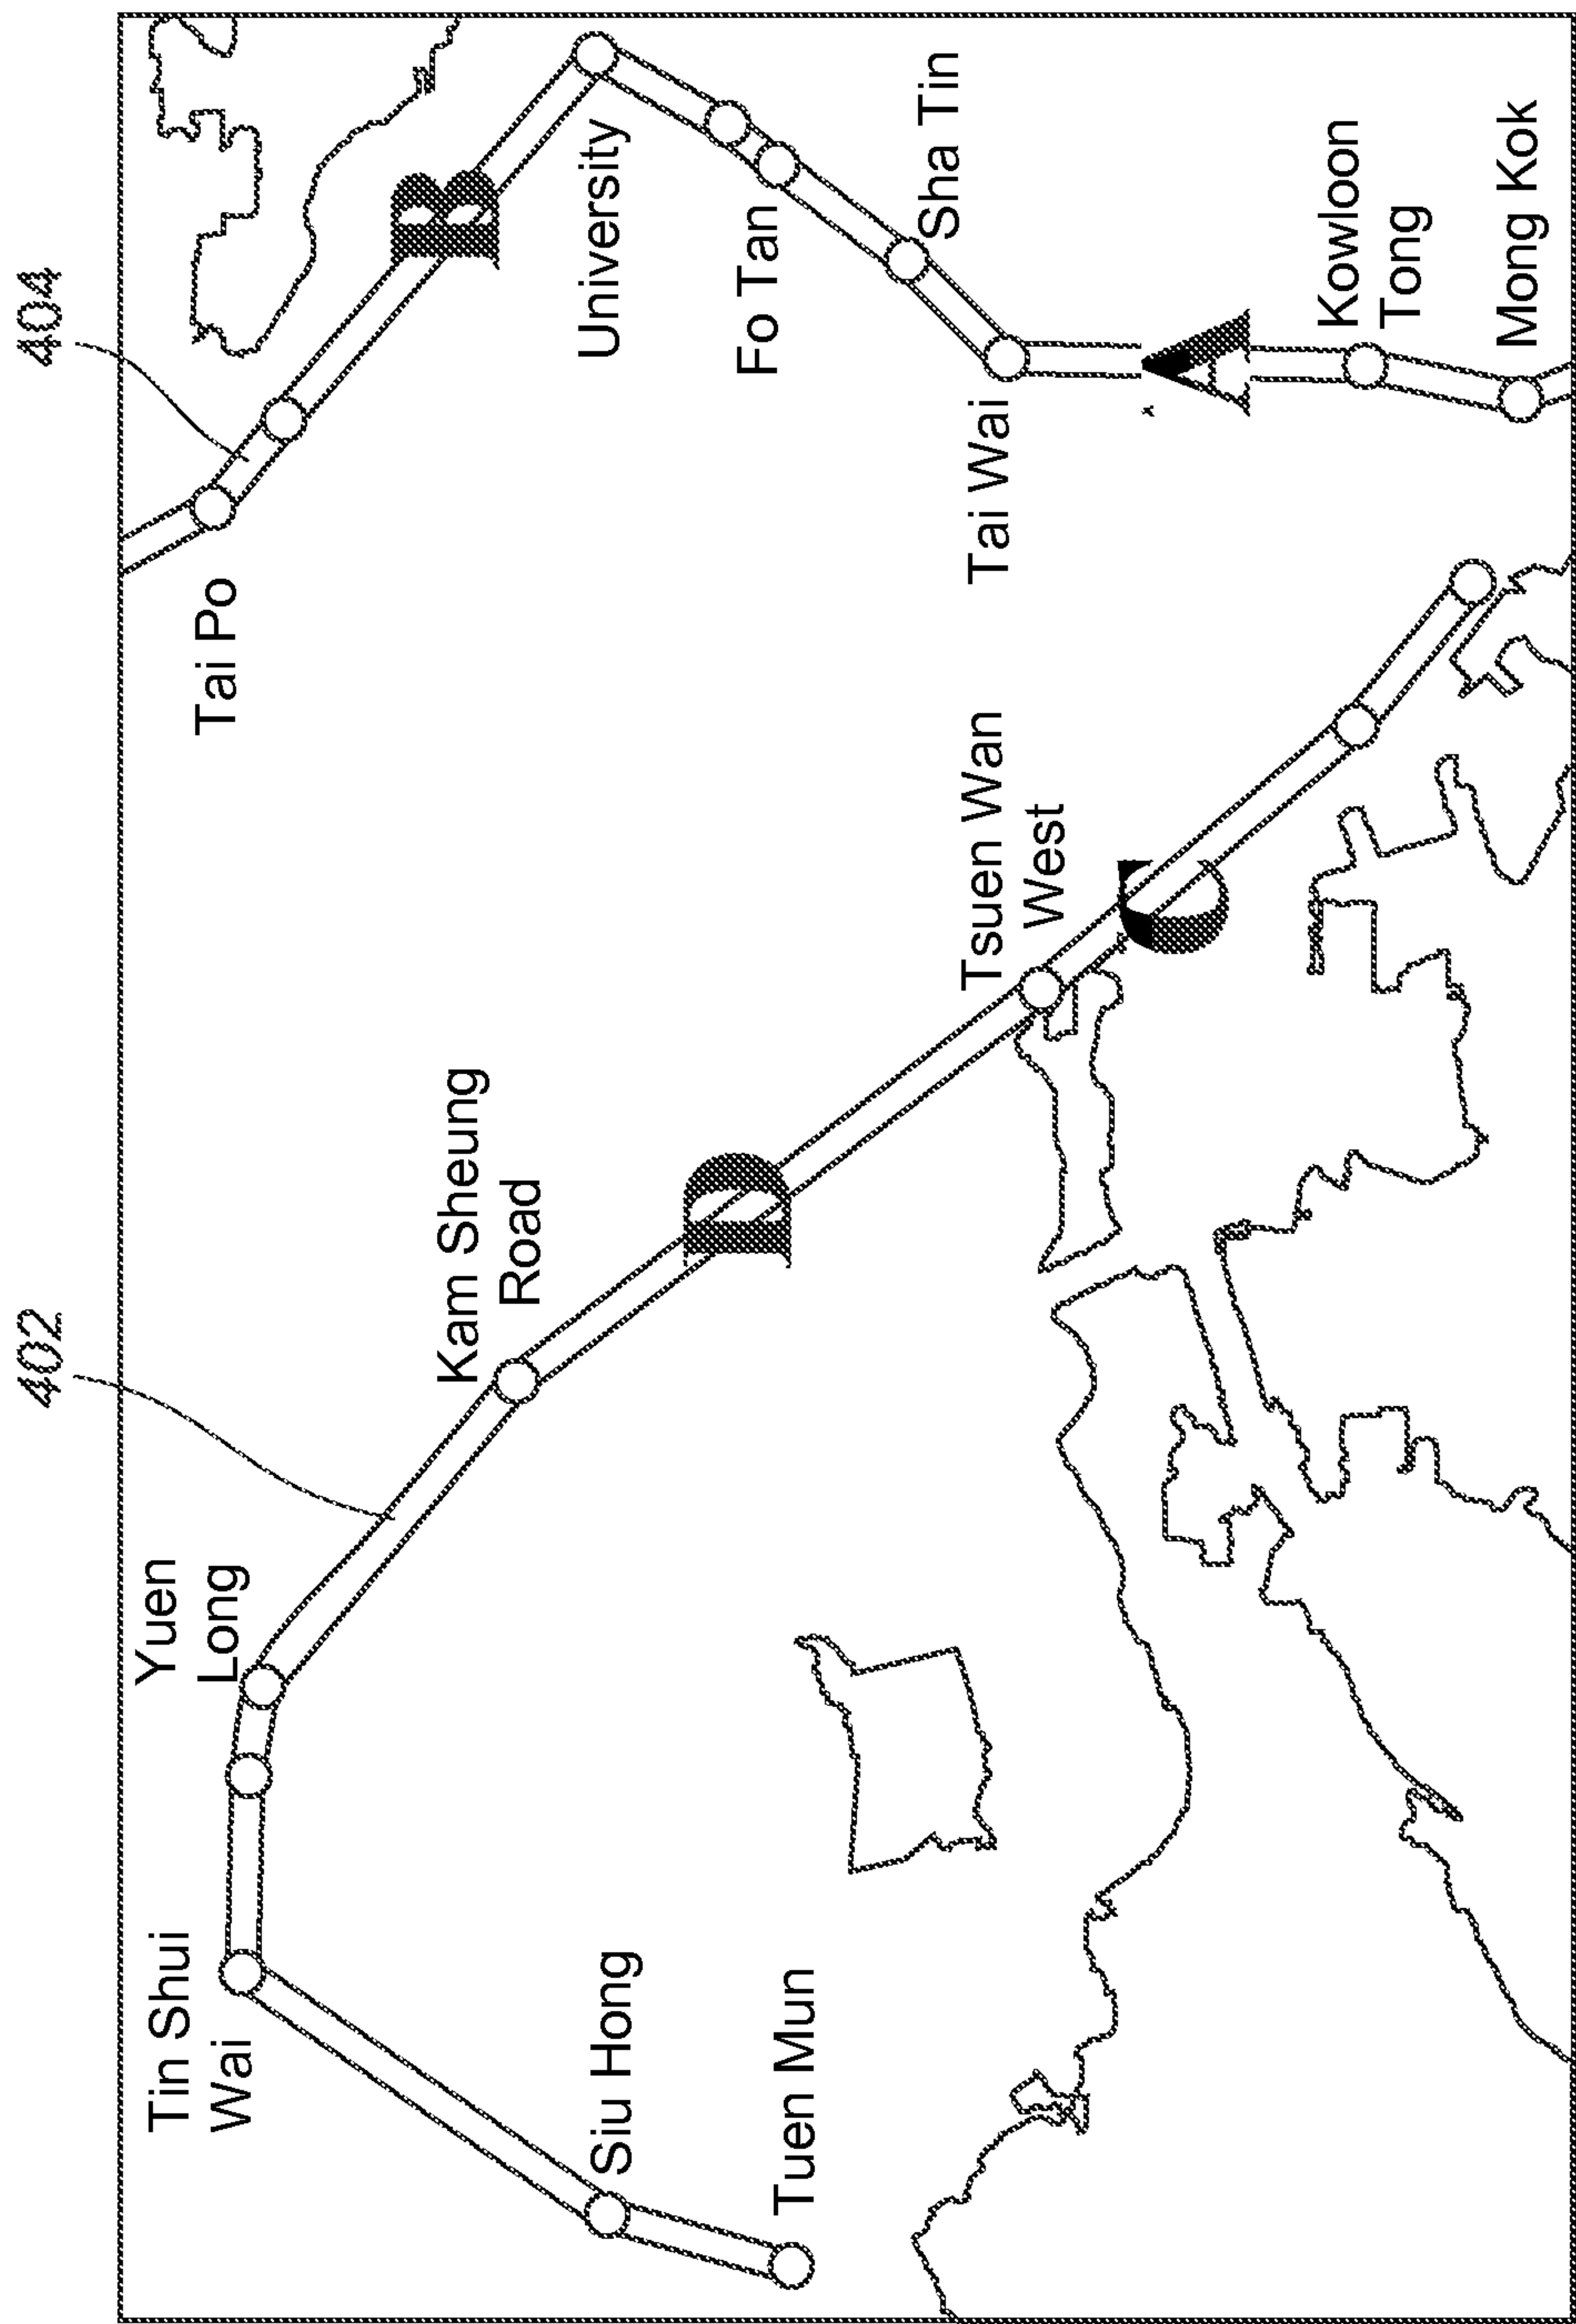 402
404
Yuen
Long
Tin Shui
Wai
Tai Po
B
Kam Sheung
Road
University
Siu Hong
D
Fo Tan
Tuen Mun
Sha Tin
Tsuen Wan
West
Tai Wai
C
A
Kowloon
Tong
Mong Kok